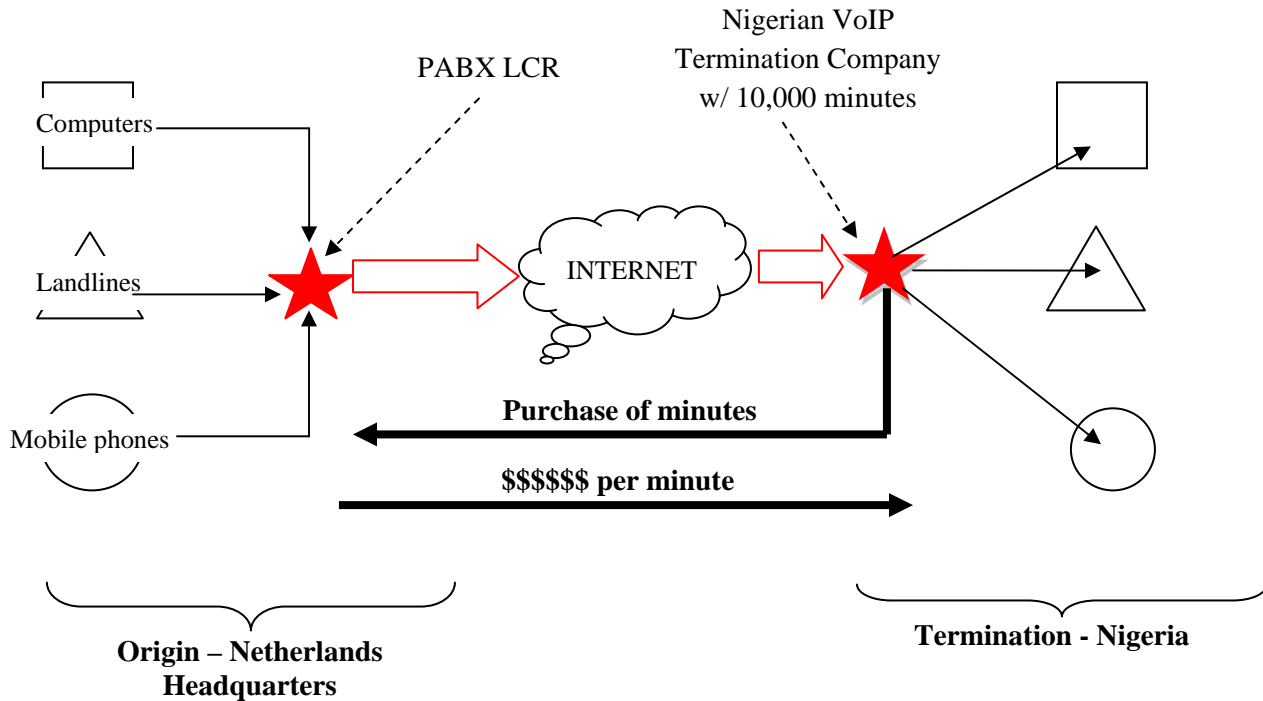 Nigerian VoIP
Termination Company
w/ 10,000 minutes
PABX LCR
Computers
Landlines
INTERNET
Mobile phones
Purchase of minutes
$$$$$$ per minute
Origin – Netherlands
Headquarters
Termination - Nigeria